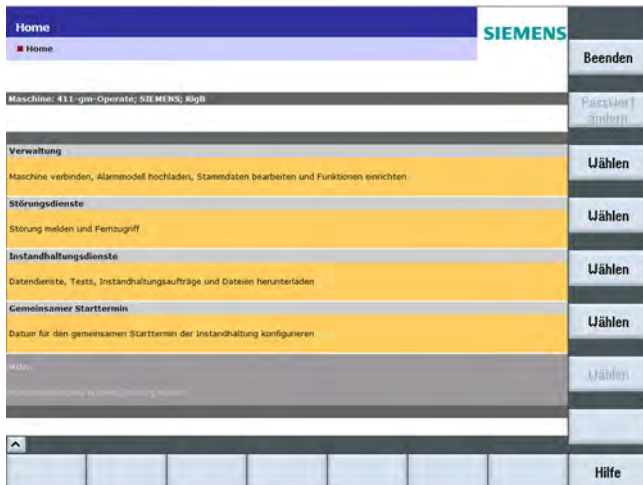 Home
SIEMENS
Home
Beenden
Maschine: 411-gm-Operate; SIEMENS; RigB
Passwort
ändern
Verwaltung
Maschine verbinden, Alarmmodell hochladen, Stammdaten bearbeiten und Funktionen einrichten
Wählen
Störungsdienste
Störung melden und Fernzugriff
Wählen
Instandhaltungsdienste
Datendienste, Tests, Instandhaltungsaufträge und Dateien herunterladen
Wählen
Gemeinsamer Starttermin
Datum für den gemeinsamen Starttermin der Instandhaltung konfigurieren
Wählen
Wählen
Hilfe